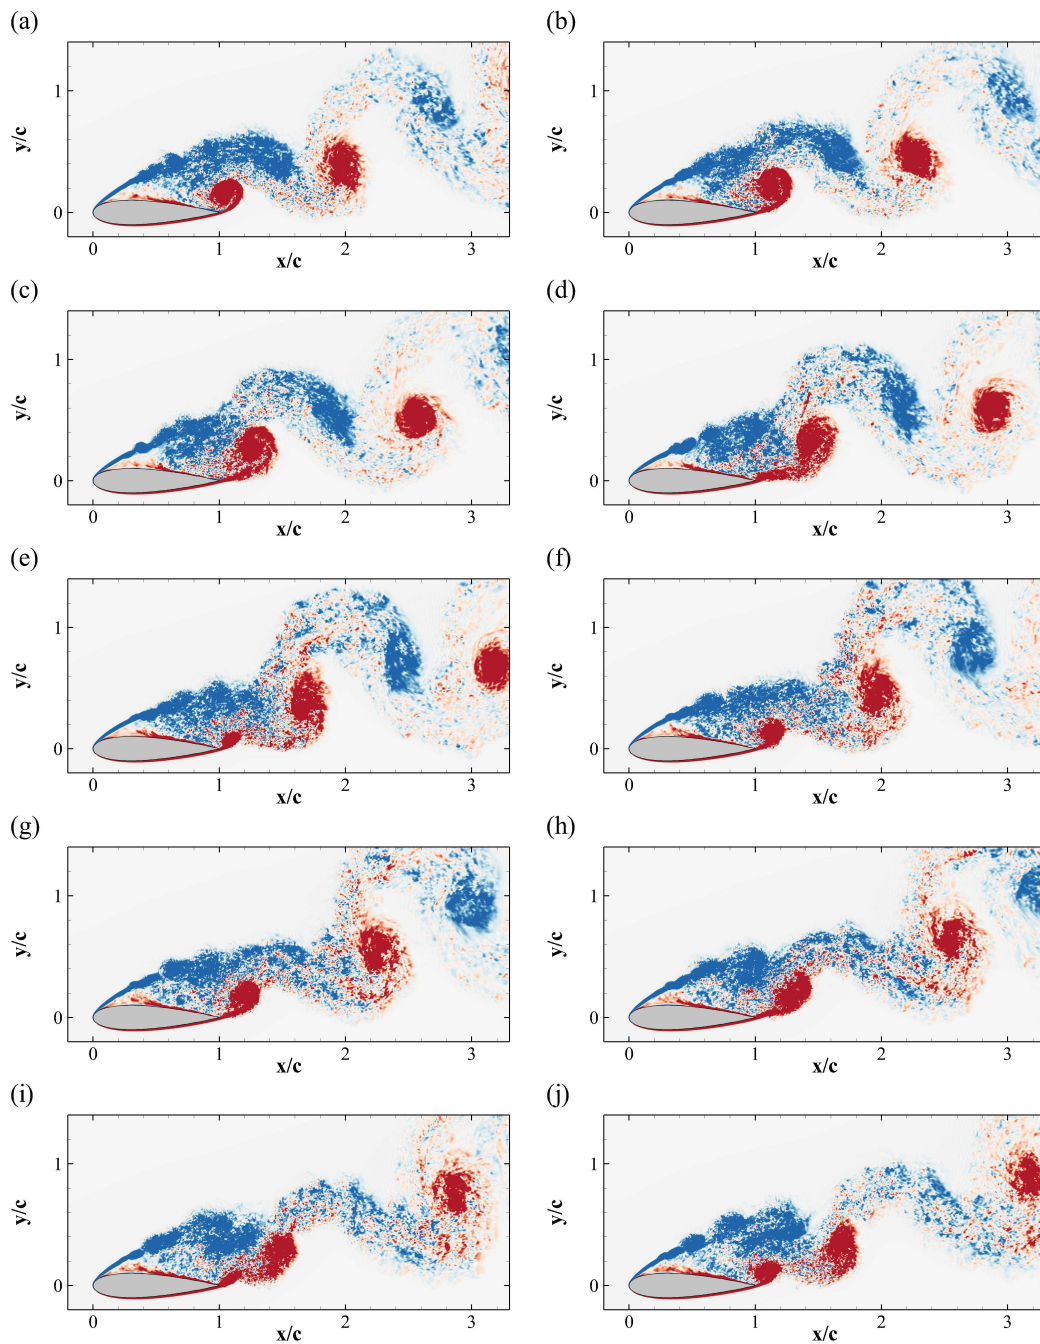 (a) (b)
y/c 1 0 y/c 1 0
0 1 2 3 0 1 2 3
x/c x/c
(c) (d)
y/c 1 0 y/c 1 0
0 1 2 3 0 1 2 3
x/c x/c
(e) (f)
y/c 1 0 y/c 1 0
0 1 2 3 0 1 2 3
x/c x/c
(g) (h)
y/c 1 0 y/c 1 0
0 1 2 3 0 1 2 3
x/c x/c
(i) (j)
y/c 1 0 y/c 1 0
0 1 2 3 0 1 2 3
x/c x/c